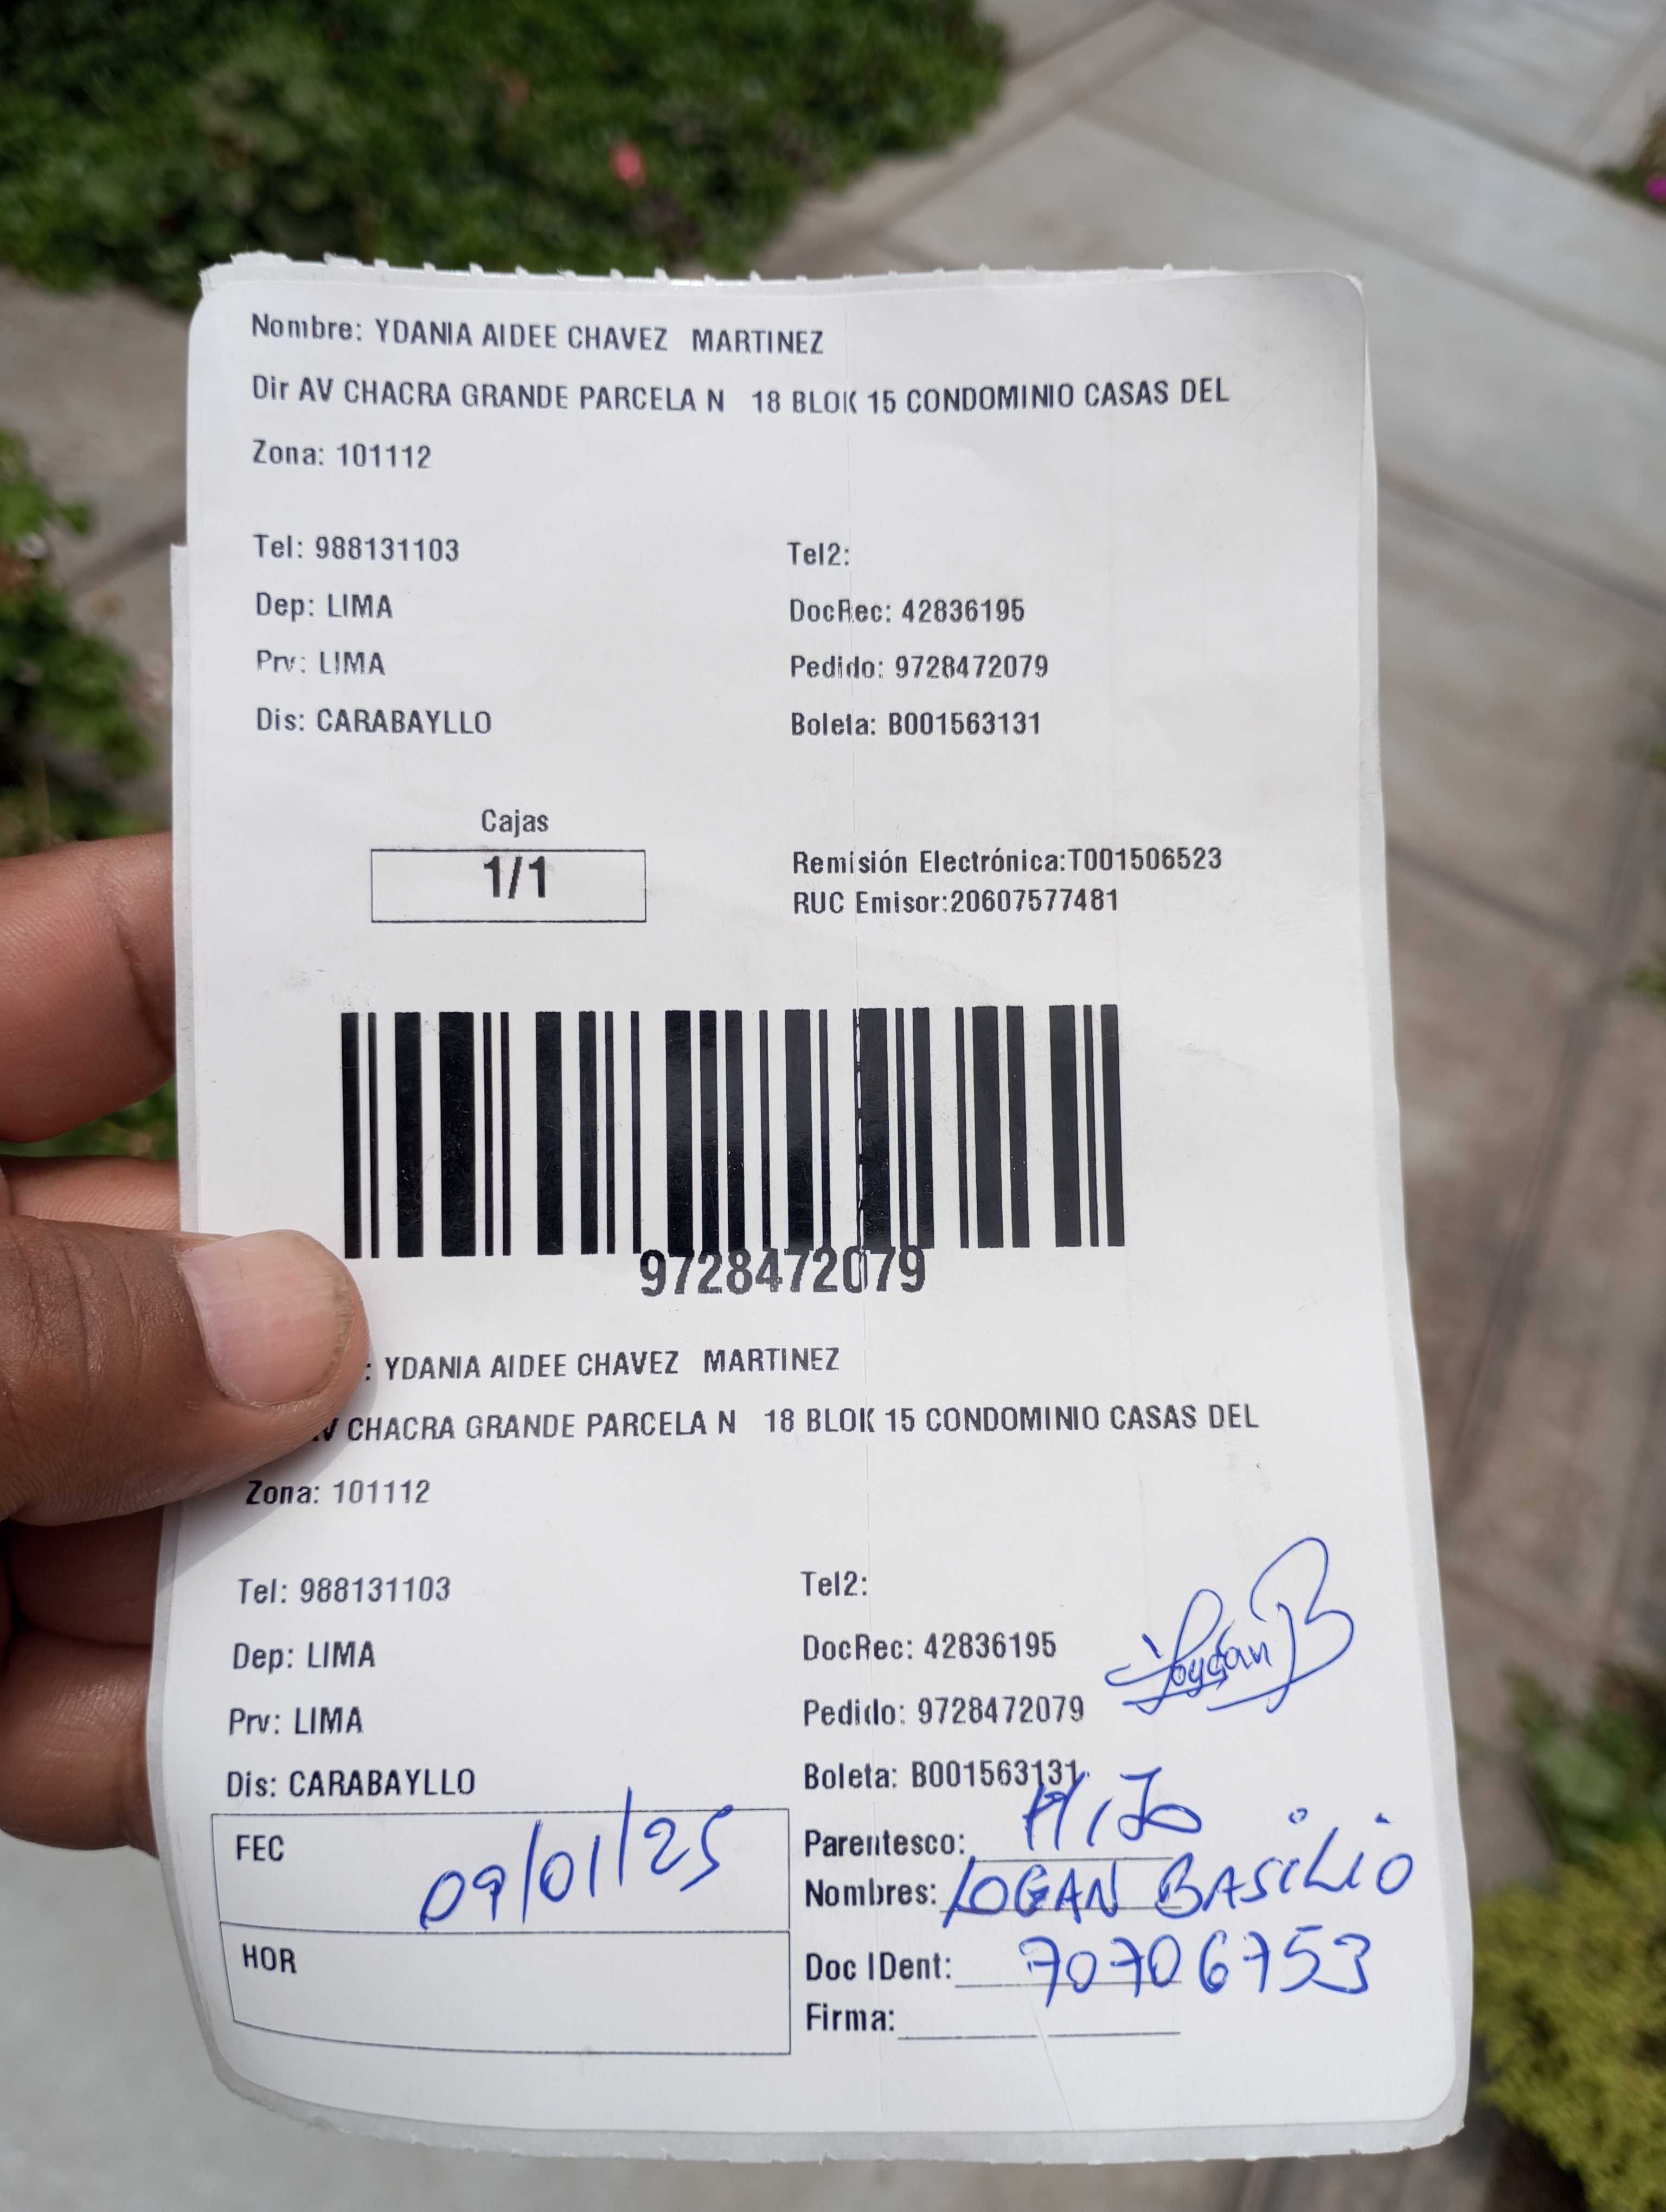 Nombre: YDANIA AIDEE CHAVEZ MARTINEZ
Dir AV CHACRA GRANDE PARCELA N 18 BLOK 15 CONDOMINIO CASAS DEL
Zona: 101112
Tel: 988131103 Tel2:
Dep: LIMA DocRec: 42836195
Prv: LIMA Pedido: 9728472079
Dis: CARABAYLLO Boleta: B001563131
Cajas
1/1
Remisión Electrónica:T001506523
RUC Emisor:20607577481
9728472079
: YDANIA AIDEE CHAVEZ MARTINEZ
V CHACRA GRANDE PARCELA N 18 BLOK 15 CONDOMINIO CASAS DEL
Zona: 101112
Tel: 988131103 Tel2:
Dep: LIMA DocRec: 42836195
Prv: LIMA Pedido: 9728472079
Dis: CARABAYLLO Boleta: B001563131
FEC 09/01/25
HOR
Parentesco: HIJO
Nombres: LOGAN BASILIO
Doc IDent: 70706753
Firma: